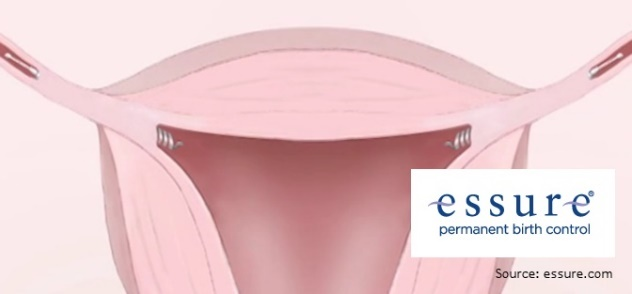 essure®
permanent birth control
Source: essure.com